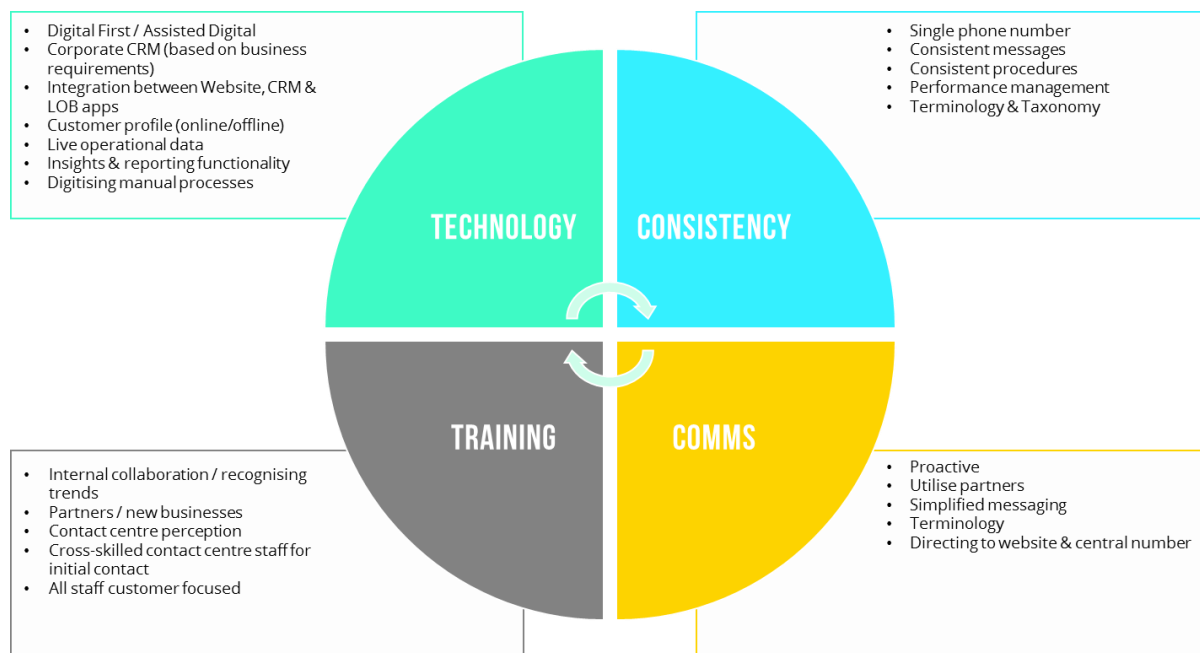 • Digital First / Assisted Digital
• Corporate CRM (based on business
requirements)
• Integration between Website, CRM &
LOB apps
• Customer profile (online/offline)
• Live operational data
• Insights & reporting functionality
• Digitising manual processes
• Single phone number
• Consistent messages
• Consistent procedures
• Performance management
• Terminology & Taxonomy
TECHNOLOGY
CONSISTENCY
TRAINING
COMMS
• Internal collaboration / recognising
trends
• Partners / new businesses
• Contact centre perception
• Cross-skilled contact centre staff for
initial contact
• All staff customer focused
• Proactive
• Utilise partners
• Simplified messaging
• Terminology
• Directing to website & central number